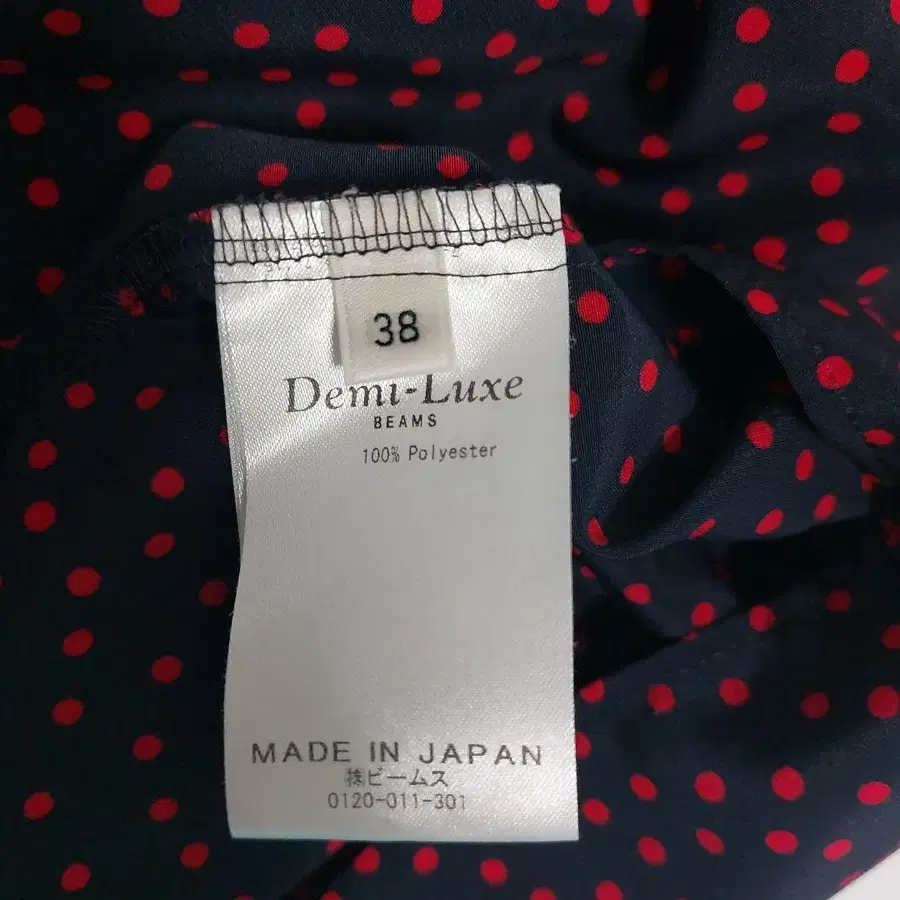 38
Demi-Luxe
BEAMS
100% Polyester
MADE IN JAPAN
㈱ビームス
0120-011-301